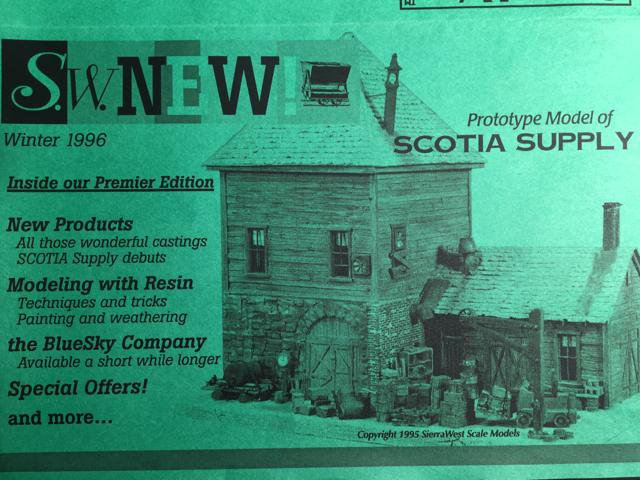 S.W. NEW!
Winter 1996
Prototype Model of
SCOTIA SUPPLY
Inside our Premier Edition
New Products
All those wonderful castings
SCOTIA Supply debuts
Modeling with Resin
Techniques and tricks
Painting and weathering
the BlueSky Company
Available a short while longer
Special Offers!
and more...
Copyright 1995 SierraWest Scale Models